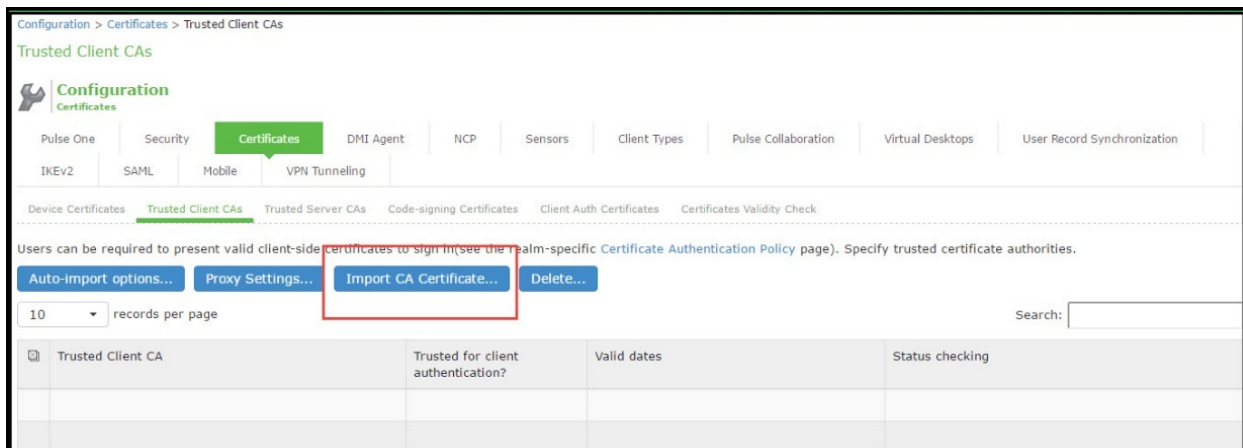 Configuration > Certificates > Trusted Client CAs
Trusted Client CAs
Configuration
Certificates
Pulse One Security Certificates DMI Agent NCP Sensors Client Types Pulse Collaboration Virtual Desktops User Record Synchronization
IKEv2 SAML Mobile VPN Tunneling
Device Certificates Trusted Client CAs Trusted Server CAs Code-signing Certificates Client Auth Certificates Certificates Validity Check
Users can be required to present valid client-side certificates to sign in(see the realm-specific Certificate Authentication Policy page). Specify trusted certificate authorities.
Auto-import options... Proxy Settings... Import CA Certificate... Delete...
10 records per page Search:
Trusted Client CA Trusted for client Valid dates Status checking
authentication?